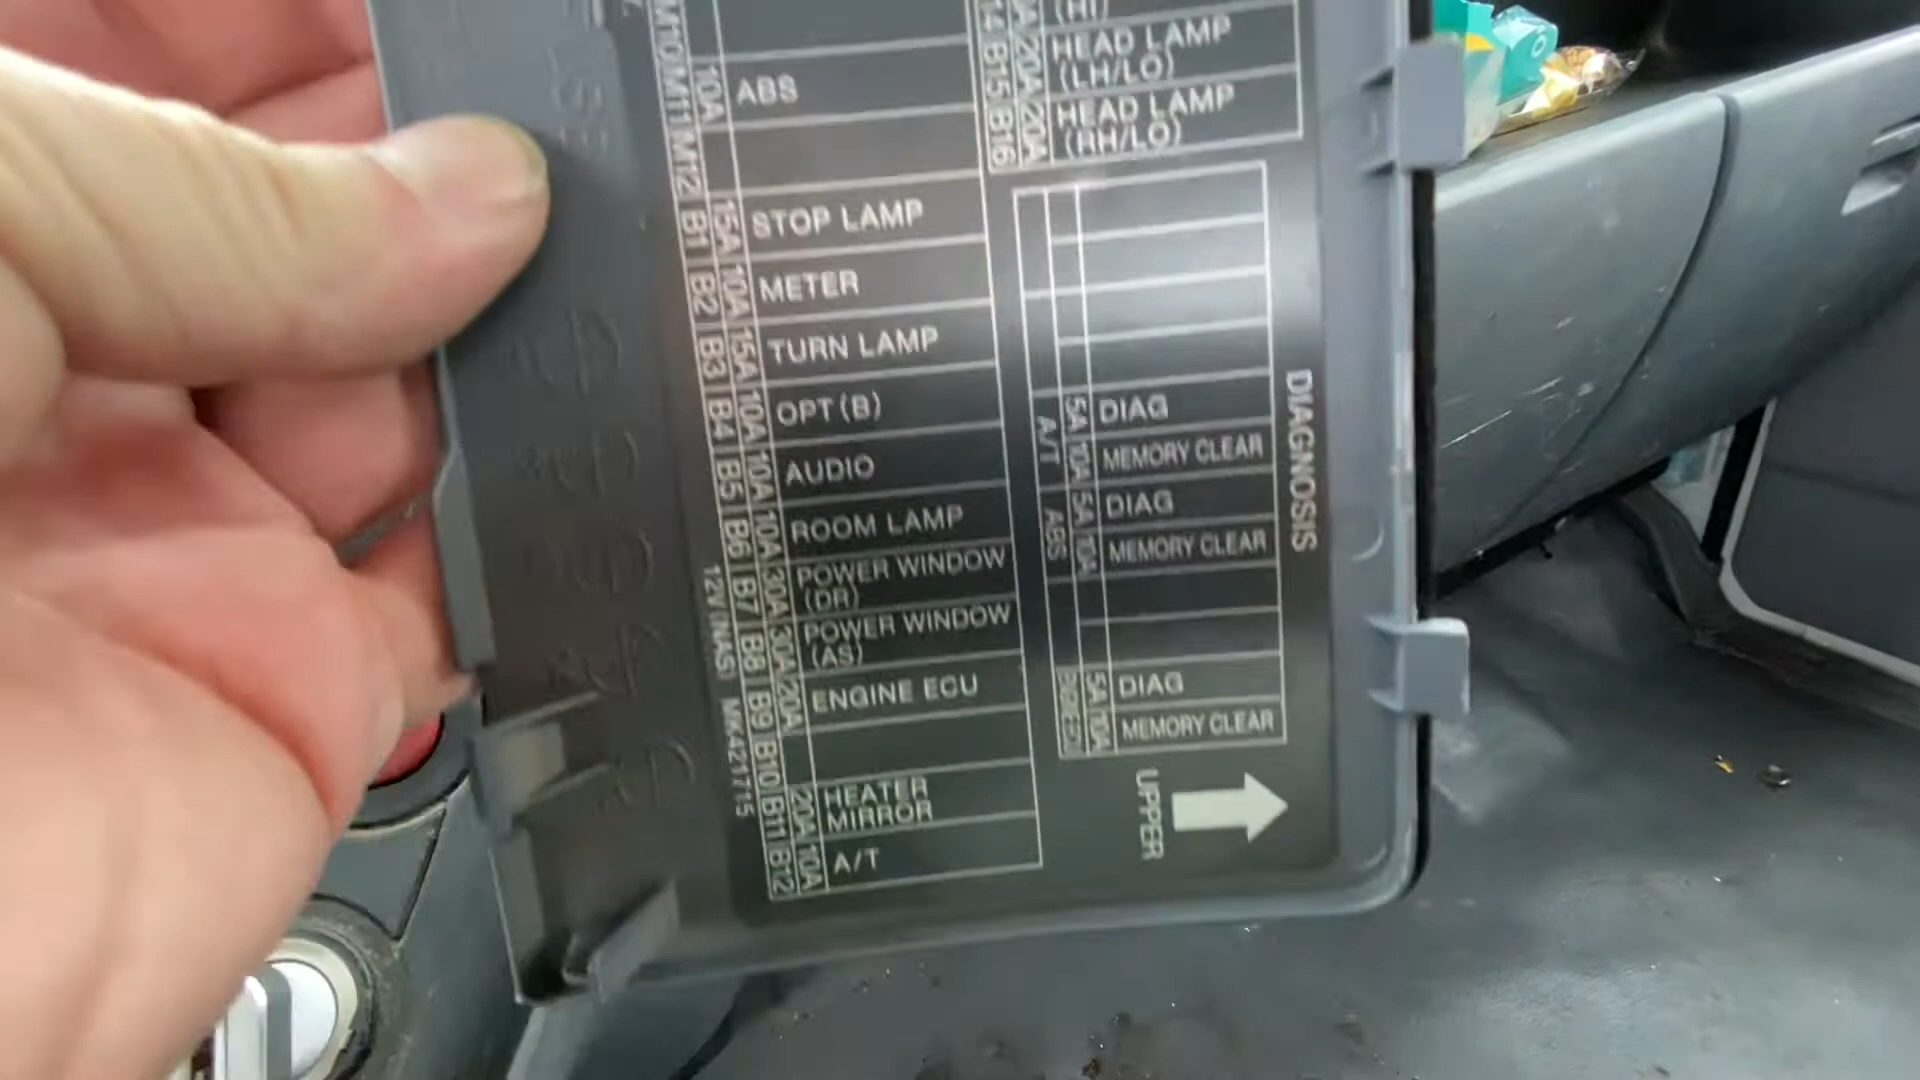 M10
M11 10A ABS
M12
B1 15A STOP LAMP
B2 10A METER
B3 15A TURN LAMP
B4 10A OPT(B)
B5 10A AUDIO
B6 10A ROOM LAMP
B7 30A POWER WINDOW
(DR)
B8 30A POWER WINDOW
(AS)
B9 20A ENGINE ECU
B10
B11 20A HEATER
MIRROR
B12 10A A/T
MK421715
(HI)
B15 20A HEAD LAMP
(LH/LO)
B16 20A HEAD LAMP
(RH/LO)
DIAGNOSIS
A/T
5A DIAG
10A MEMORY CLEAR
ABS
5A DIAG
10A MEMORY CLEAR
5A DIAG
10A MEMORY CLEAR
UPPER